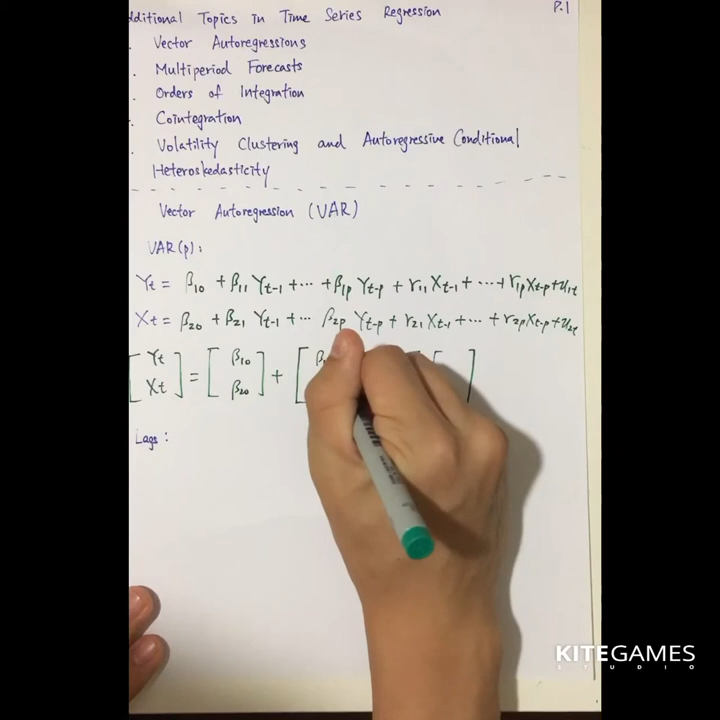 dditional Topics in Time Series Regression P.1
. Vector Autoregressions
. Multiperiod Forecasts
. Orders of Integration
. Cointegration
. Volatility Clustering and Autoregressive Conditional
Heteroskedasticity
Vector Autoregression (VAR)
VAR(p):
Yt = β10 + β11 Yt-1 + ... + β1p Yt-p + r11 Xt-1 + ... + r1p Xt-p + u1t
Xt = β20 + β21 Yt-1 + ... β2p Yt-p + r21 Xt-1 + ... + r2p Xt-p + u2t
[ Yt ] = [ β10 ] + [
[ Xt ] [ β20 ]
Lags:
KITEGAMES
STUDIO